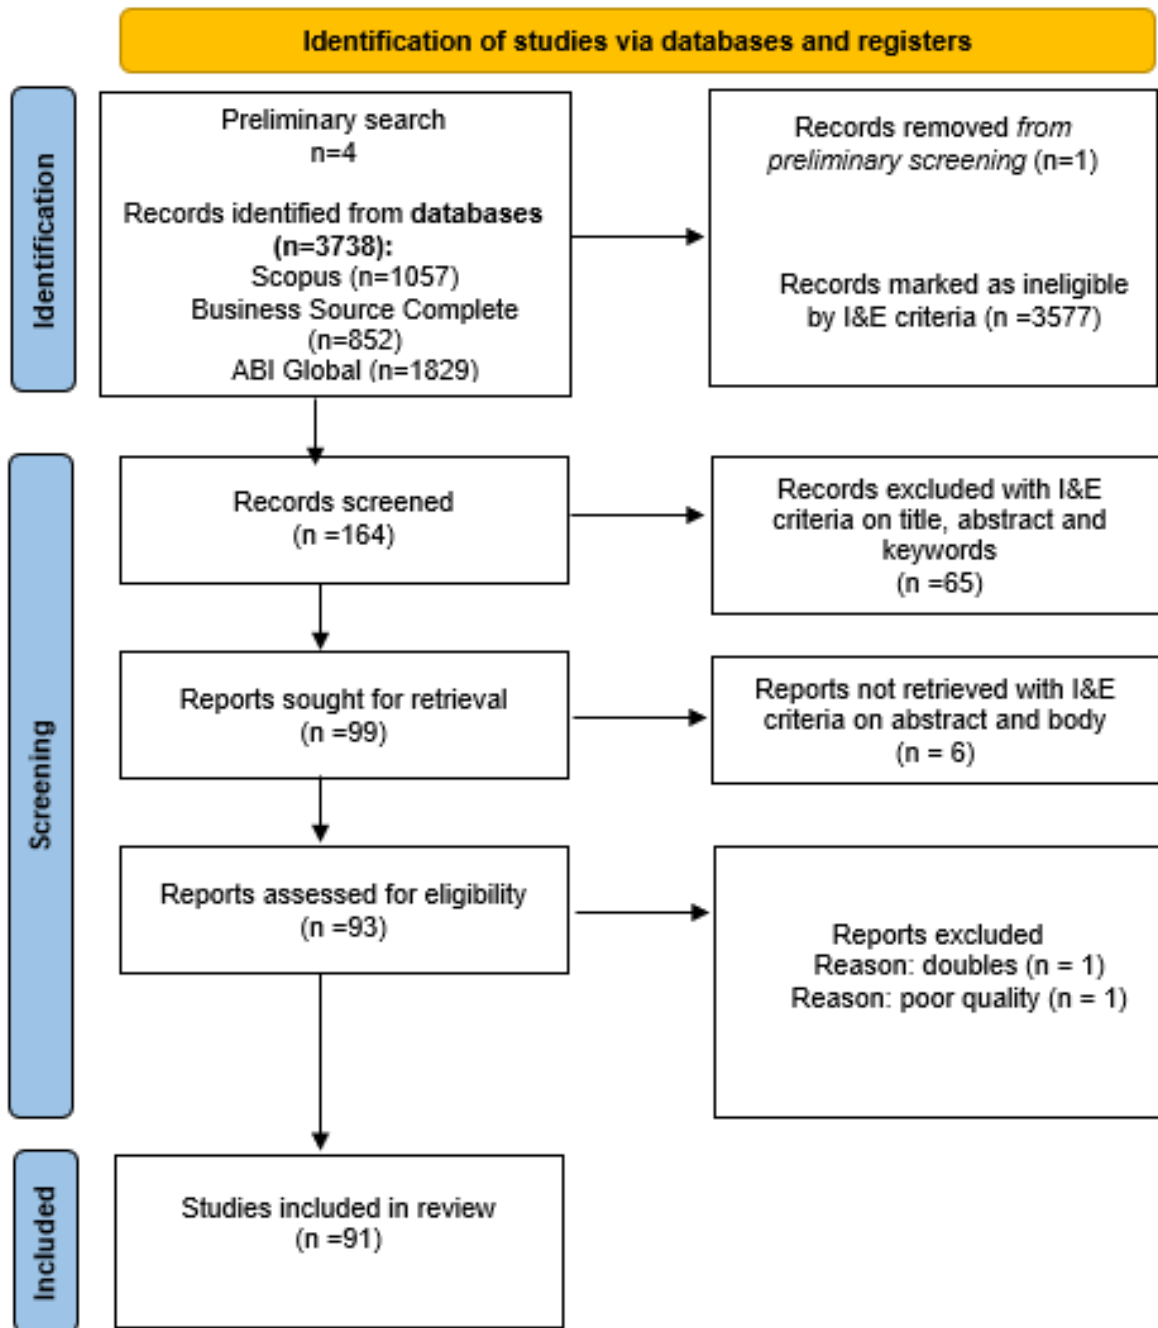 Identification of studies via databases and registers
Identification
Preliminary search
n=4
Records identified from databases
(n=3738):
Scopus (n=1057)
Business Source Complete
(n=852)
ABI Global (n=1829)
Records removed from
preliminary screening (n=1)
Records marked as ineligible
by I&E criteria (n =3577)
Screening
Records screened
(n =164)
Records excluded with I&E
criteria on title, abstract and
keywords
(n =65)
Reports sought for retrieval
(n =99)
Reports not retrieved with I&E
criteria on abstract and body
(n = 6)
Reports assessed for eligibility
(n =93)
Reports excluded
Reason: doubles (n = 1)
Reason: poor quality (n = 1)
Included
Studies included in review
(n =91)